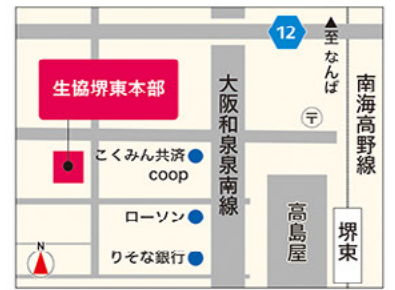 12
▲至 なんば
生協堺東本部
大阪和泉泉南線
南海高野線
〒
こくみん共済
coop
ローソン
りそな銀行
高島屋
堺東
N